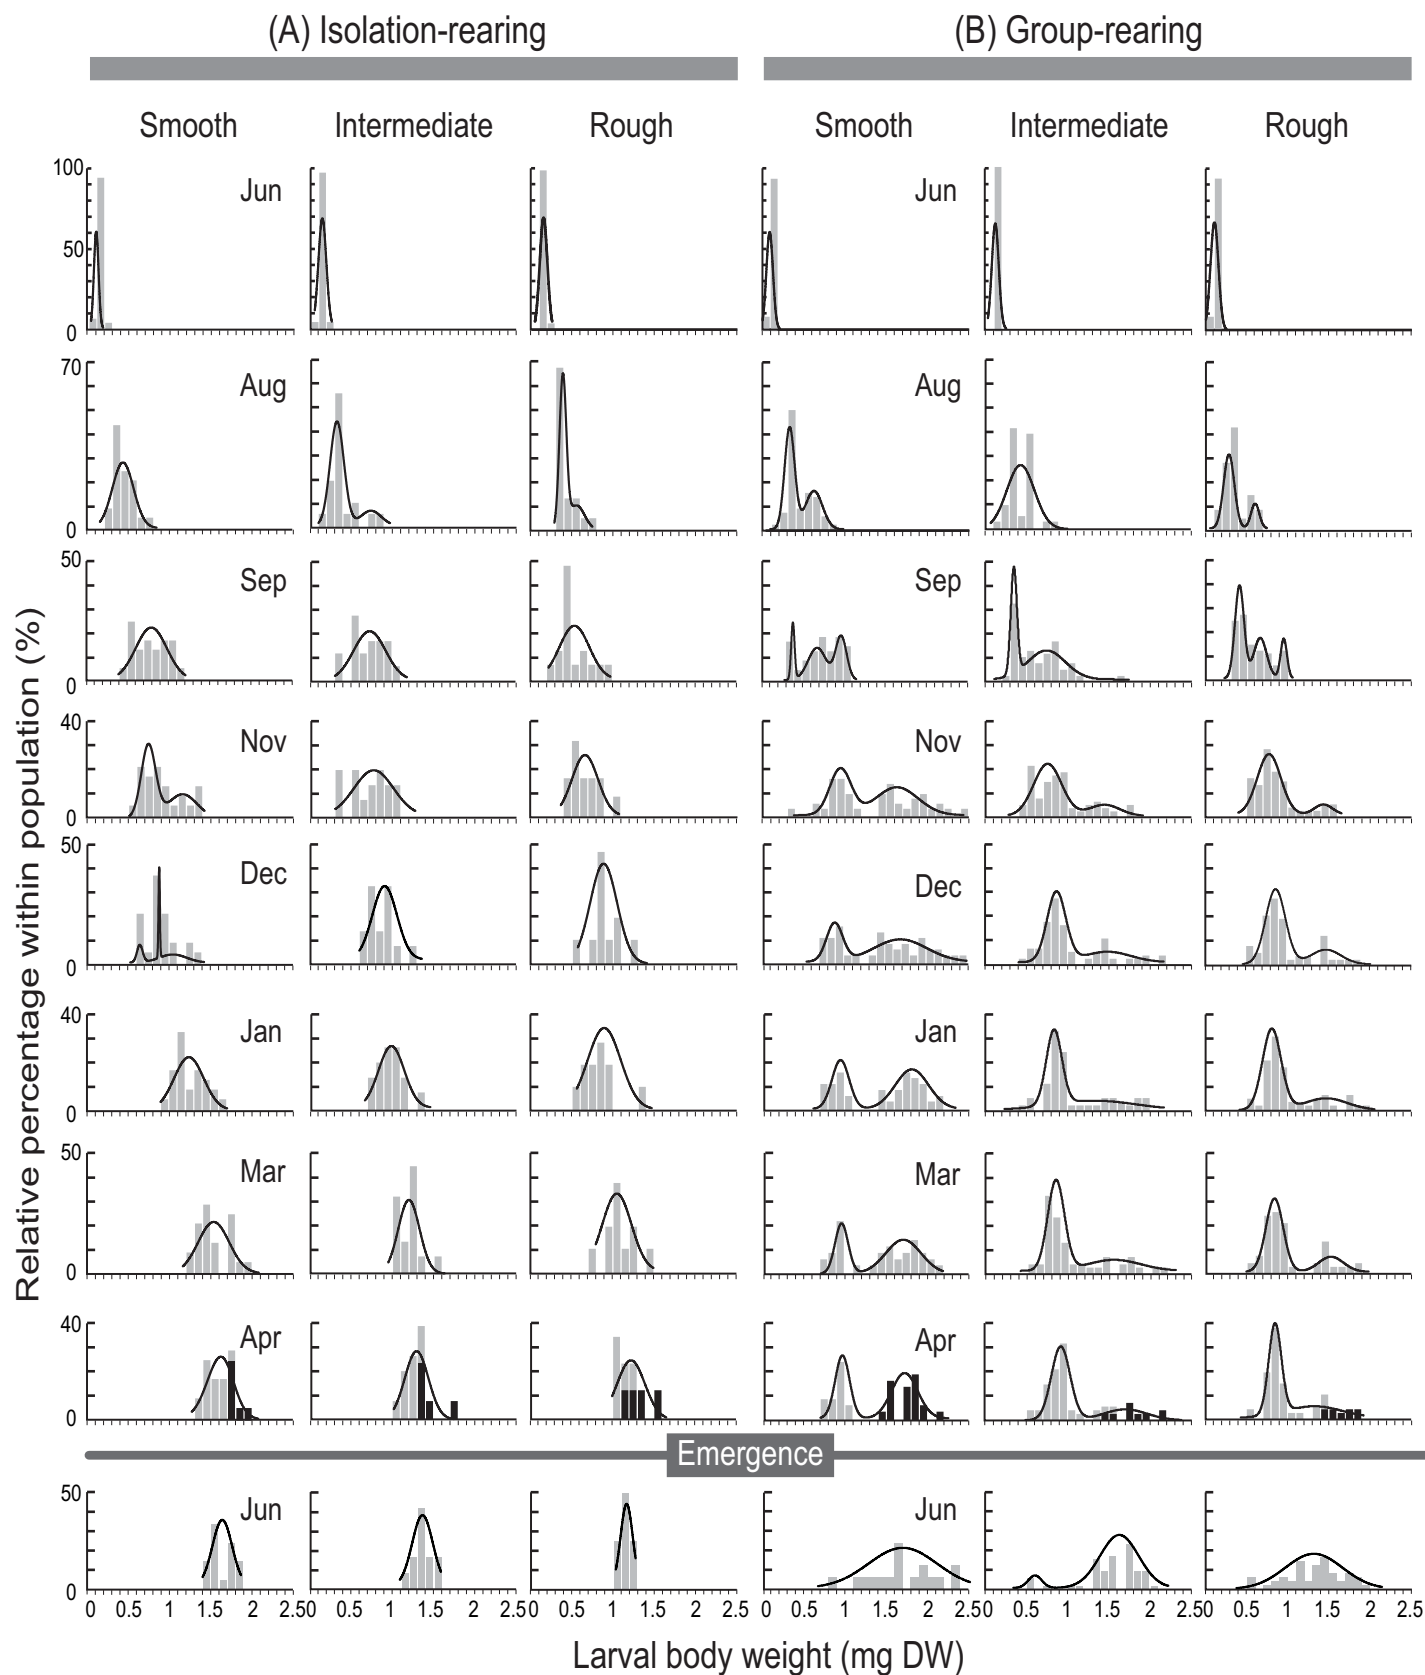 (A) Isolation-rearing (B) Group-rearing
Smooth Intermediate Rough Smooth Intermediate Rough
100 Jun Jun
50
0
70 Aug Aug
0
50 Sep Sep
0
40 Nov Nov
0
50 Dec Dec
0
40 Jan Jan
0
50 Mar Mar
0
40 Apr Apr
0
Emergence
50 Jun Jun
0
0 0.5 1 1.5 2 2.50 0.5 1 1.5 2 2.5 0.5 1 1.5 2 2.5 0 0.5 1 1.5 2 2.50 0.5 1 1.5 2 2.50 0.5 1 1.5 2 2.5
Larval body weight (mg DW)
Relative percentage within population (%)